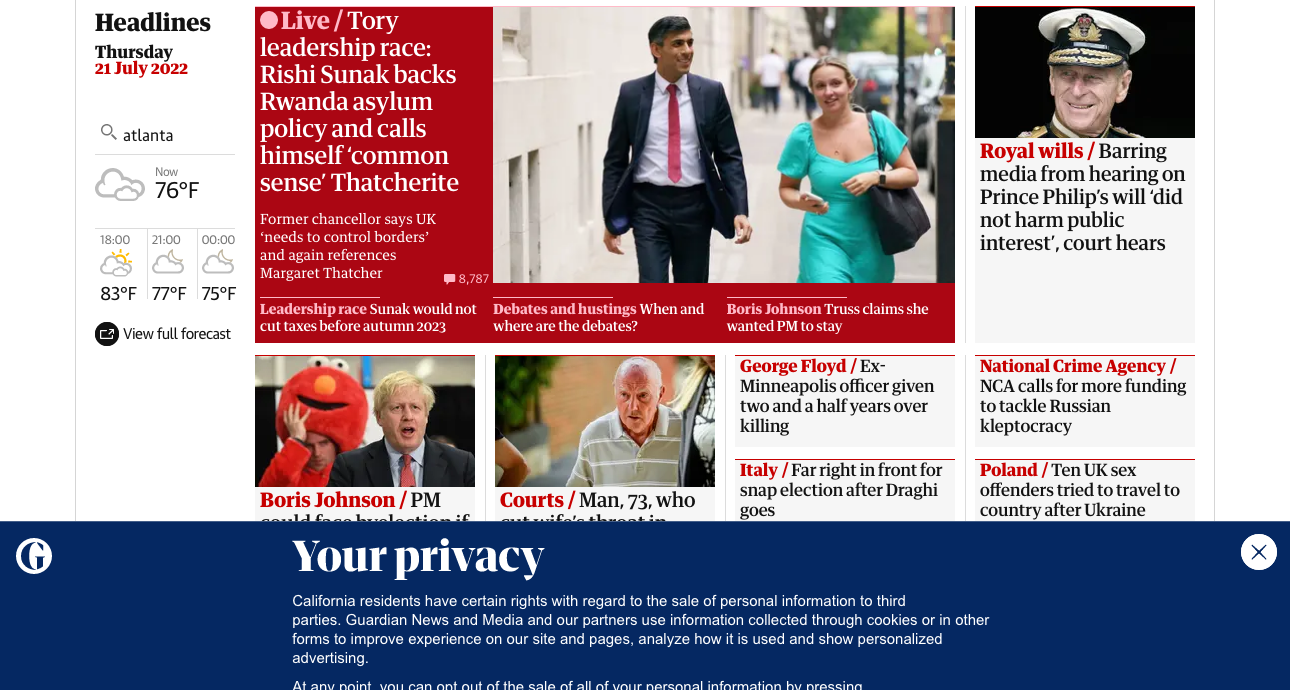 Headlines
Thursday
21 July 2022
atlanta
Now
76°F
18:00
21:00
00:00
83°F
77°F
75°F
View full forecast
Live / Tory
leadership race:
Rishi Sunak backs
Rwanda asylum
policy and calls
himself ‘common
sense’ Thatcherite
Former chancellor says UK
‘needs to control borders’
and again references
Margaret Thatcher
8,787
Leadership race Sunak would not
cut taxes before autumn 2023
Debates and hustings When and
where are the debates?
Boris Johnson Truss claims she
wanted PM to stay
Royal wills / Barring
media from hearing on
Prince Philip’s will ‘did
not harm public
interest’, court hears
Boris Johnson / PM
could face byelection if
Courts / Man, 73, who
cut wife’s throat in
George Floyd / Ex-
Minneapolis officer given
two and a half years over
killing
National Crime Agency /
NCA calls for more funding
to tackle Russian
kleptocracy
Italy / Far right in front for
snap election after Draghi
goes
Poland / Ten UK sex
offenders tried to travel to
country after Ukraine
G
Your privacy
California residents have certain rights with regard to the sale of personal information to third
parties. Guardian News and Media and our partners use information collected through cookies or in other
forms to improve experience on our site and pages, analyze how it is used and show personalized
advertising.
At any point, you can opt out of the sale of all of your personal information by pressing